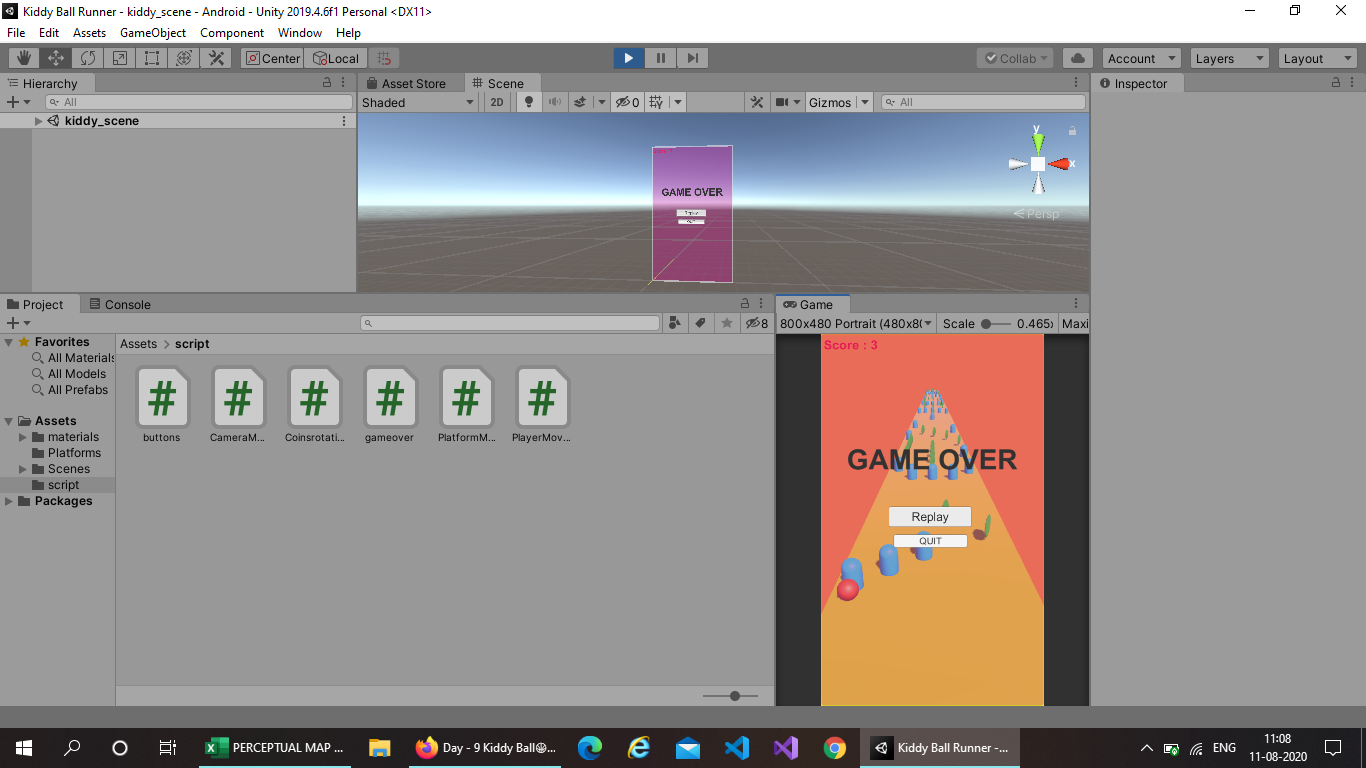 Kiddy Ball Runner - kiddy_scene - Android - Unity 2019.4.6f1 Personal <DX11>
File Edit Assets GameObject Component Window Help
Center Local Collab Account Layers Layout
Hierarchy
All
kiddy_scene
Asset Store Scene
Shaded 2D 0 Gizmos All
y
x
Persp
GAME OVER
Inspector
Project Console
8
Favorites
All Materials
All Models
All Prefabs
Assets
materials
Platforms
Scenes
script
Packages
Assets > script
buttons CameraM... Coinsrotati... gameover PlatformM... PlayerMov...
Game
800x480 Portrait (480x80 Scale 0.465x Maxi
Score : 3
GAME OVER
Replay
QUIT
PERCEPTUAL MAP ... Day - 9 Kiddy Ball... Kiddy Ball Runner -... ENG
11:08
11-08-2020